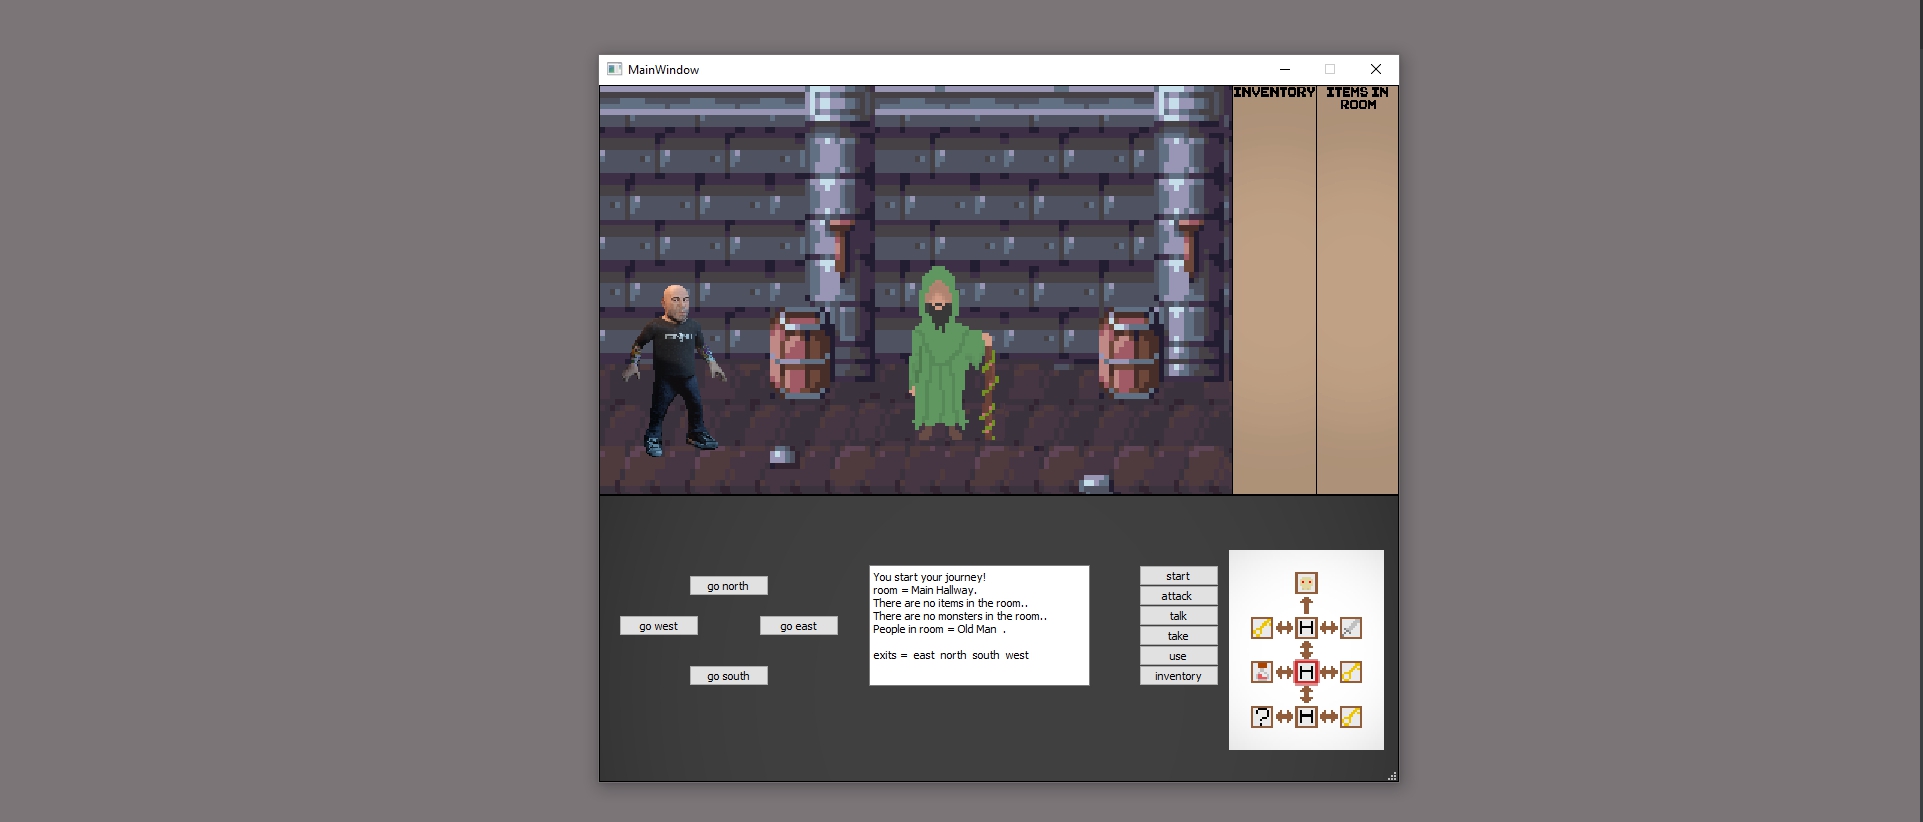 MainWindow
INVENTORY
ITEMS IN
ROOM
go north
go west
go east
go south
You start your journey!
room = Main Hallway.
There are no items in the room..
There are no monsters in the room..
People in room = Old Man .
exits = east north south west
start
attack
talk
take
use
inventory
H
H
? H